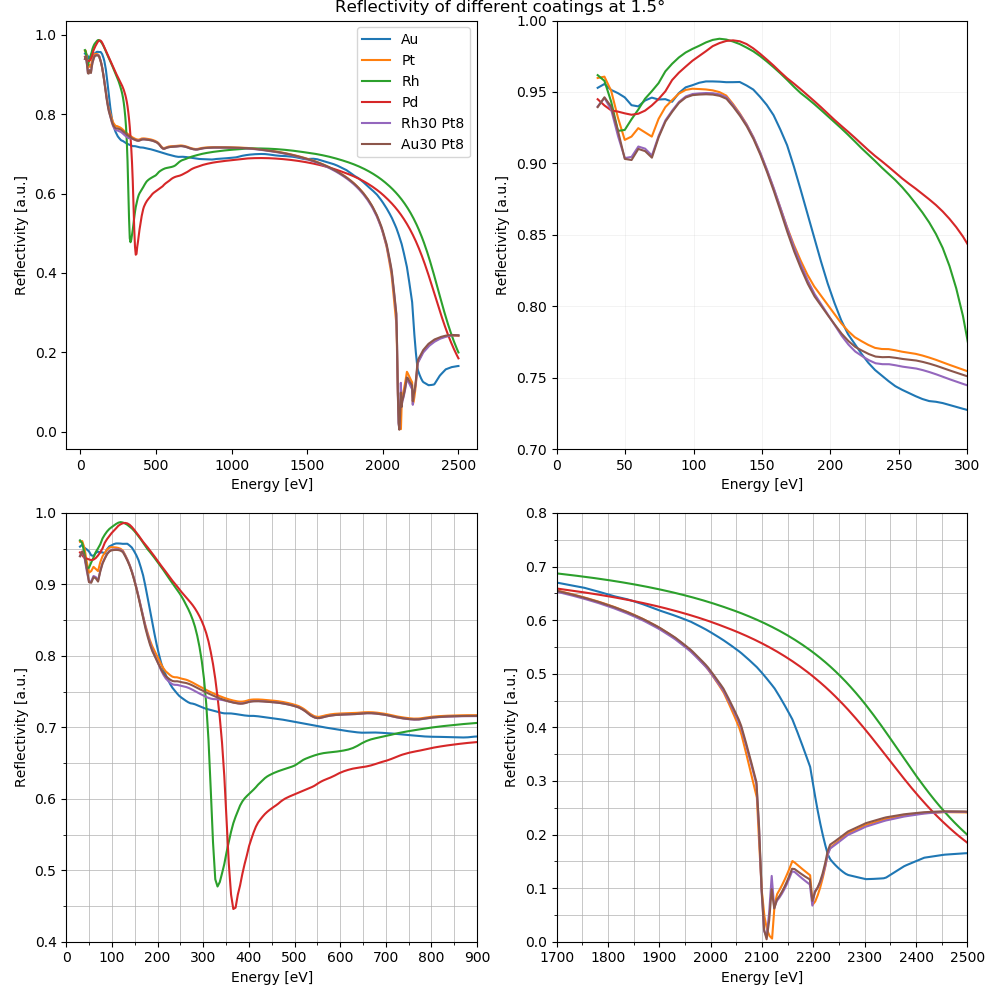 Reflectivity of different coatings at 1.5°
1.0
0.8
0.6
0.4
0.2
0.0
Reflectivity [a.u.]
0 500 1000 1500 2000 2500
Energy [eV]
Au
Pt
Rh
Pd
Rh30 Pt8
Au30 Pt8
1.00
0.95
0.90
0.85
0.80
0.75
0.70
Reflectivity [a.u.]
0 50 100 150 200 250 300
Energy [eV]
1.0
0.9
0.8
0.7
0.6
0.5
0.4
Reflectivity [a.u.]
0 100 200 300 400 500 600 700 800 900
Energy [eV]
0.8
0.7
0.6
0.5
0.4
0.3
0.2
0.1
0.0
Reflectivity [a.u.]
1700 1800 1900 2000 2100 2200 2300 2400 2500
Energy [eV]